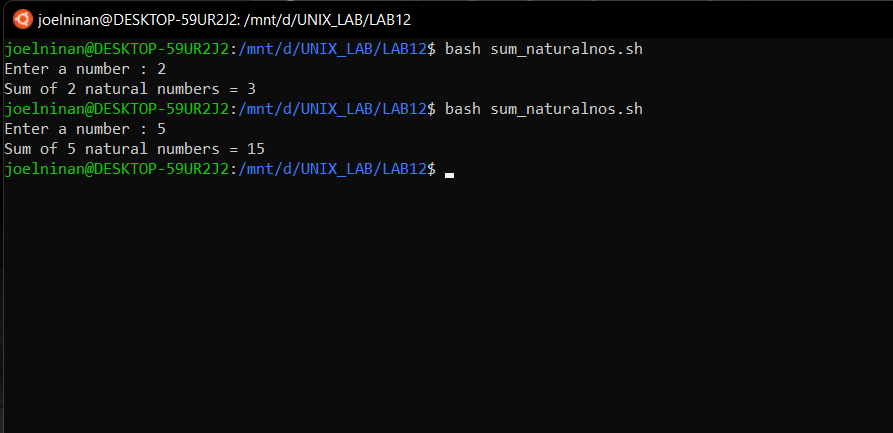 joelninan@DESKTOP-59UR2J2: /mnt/d/UNIX_LAB/LAB12
joelninan@DESKTOP-59UR2J2:/mnt/d/UNIX_LAB/LAB12$ bash sum_naturalnos.sh
Enter a number : 2
Sum of 2 natural numbers = 3
joelninan@DESKTOP-59UR2J2:/mnt/d/UNIX_LAB/LAB12$ bash sum_naturalnos.sh
Enter a number : 5
Sum of 5 natural numbers = 15
joelninan@DESKTOP-59UR2J2:/mnt/d/UNIX_LAB/LAB12$